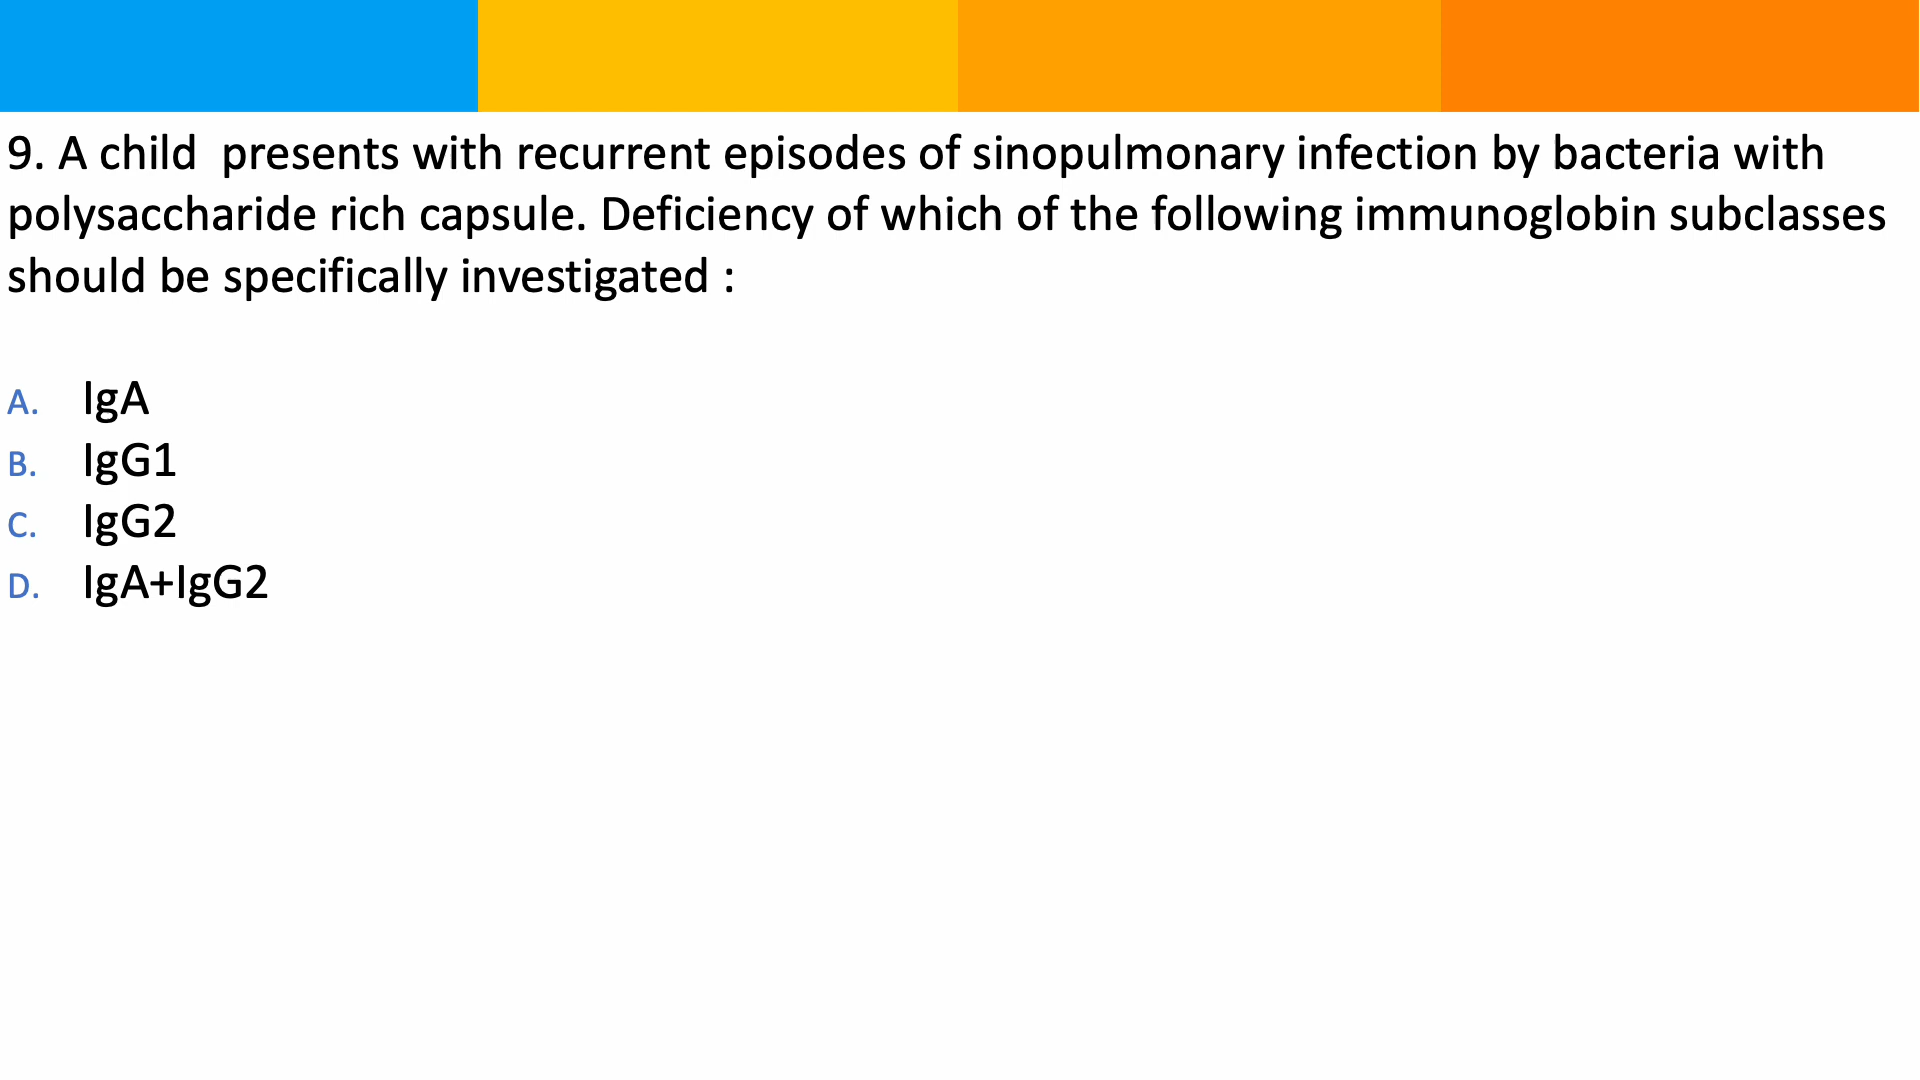 9. A child  presents with recurrent episodes of sinopulmonary infection by bacteria with
polysaccharide rich capsule. Deficiency of which of the following immunoglobin subclasses
should be specifically investigated :
A. IgA
B. IgG1
C. IgG2
D. IgA+IgG2